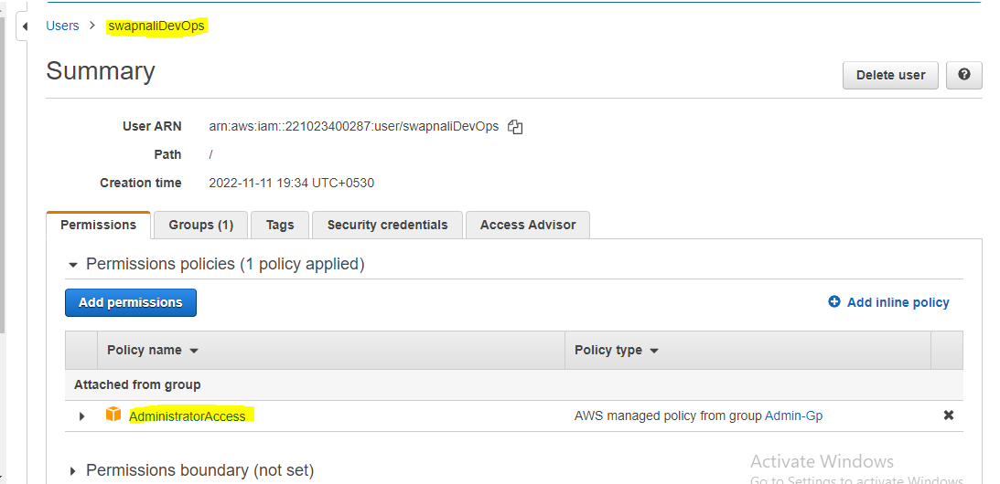 Users > swapnaliDevOps
Summary
Delete user
User ARN arn:aws:iam::221023400287:user/swapnaliDevOps
Path /
Creation time 2022-11-11 19:34 UTC+0530
Permissions Groups (1) Tags Security credentials Access Advisor
Permissions policies (1 policy applied)
Add permissions Add inline policy
Policy name Policy type
Attached from group
AdministratorAccess AWS managed policy from group Admin-Gp
Permissions boundary (not set)
Activate Windows
Go to Settings to activate Windows